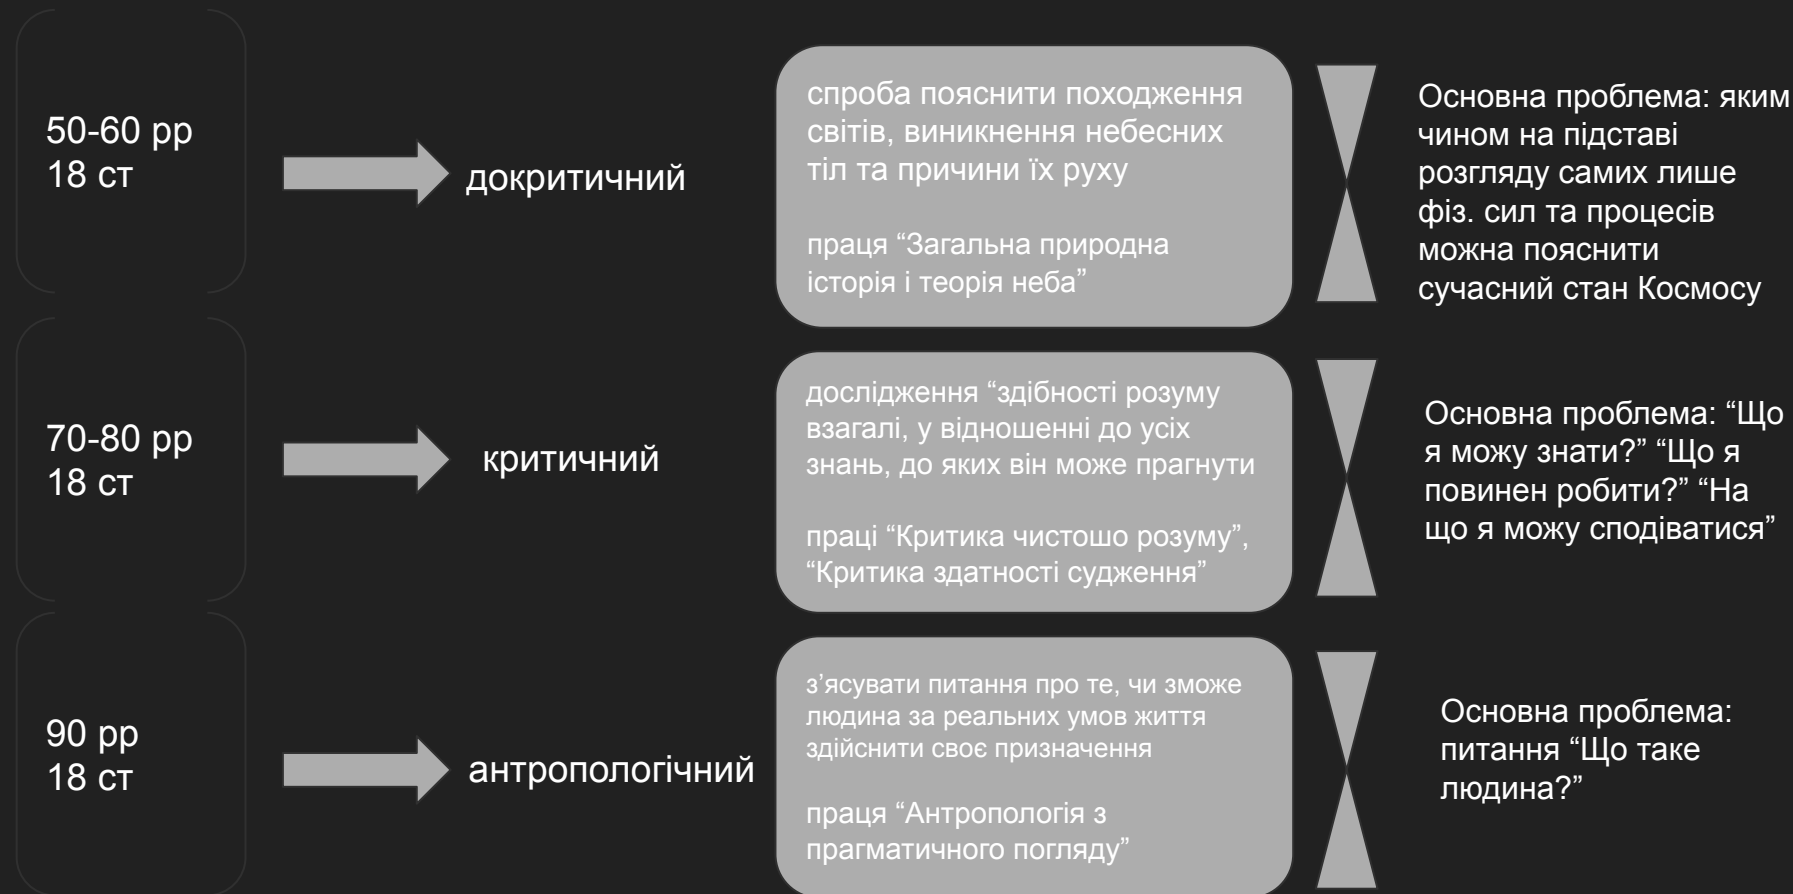 50-60 рр
18 ст
докритичний
спроба пояснити походження
світів, виникнення небесних
тіл та причини їх руху
праця “Загальна природна
історія і теорія неба”
Основна проблема: яким
чином на підставі
розгляду самих лише
фіз. сил та процесів
можна пояснити
сучасний стан Космосу
70-80 рр
18 ст
критичний
дослідження “здібності розуму
взагалі, у відношенні до усіх
знань, до яких він може прагнути
праці “Критика чистошо розуму”,
“Критика здатності судження”
Основна проблема: “Що
я можу знати?” “Що я
повинен робити?” “На
що я можу сподіватися”
90 рр
18 ст
антропологічний
з’ясувати питання про те, чи зможе
людина за реальних умов життя
здійснити своє призначення
праця “Антропологія з
прагматичного погляду”
Основна проблема:
питання “Що таке
людина?”